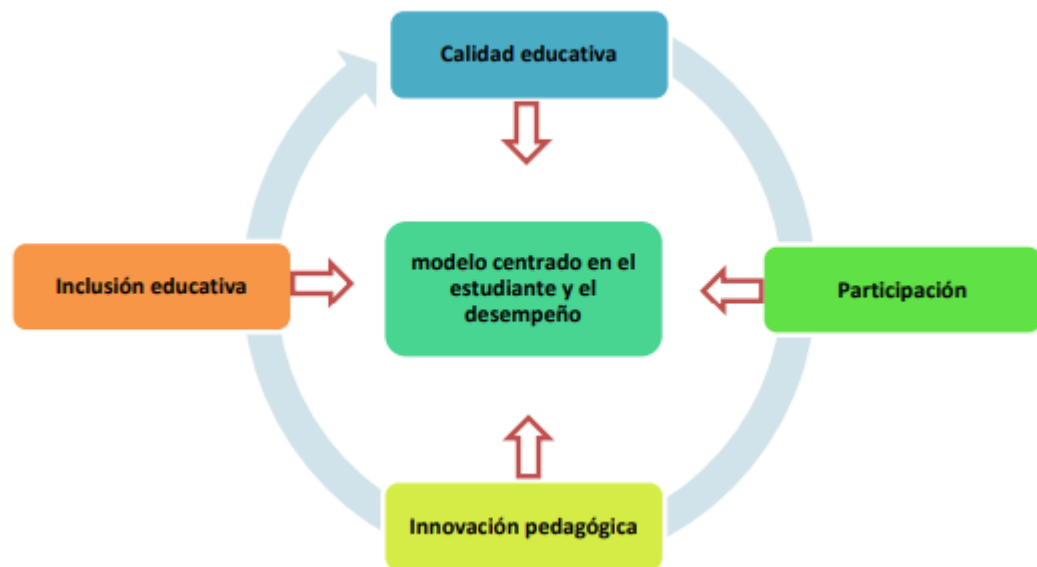 Calidad educativa
Inclusión educativa
modelo centrado en el
estudiante y el
desempeño
Participación
Innovación pedagógica